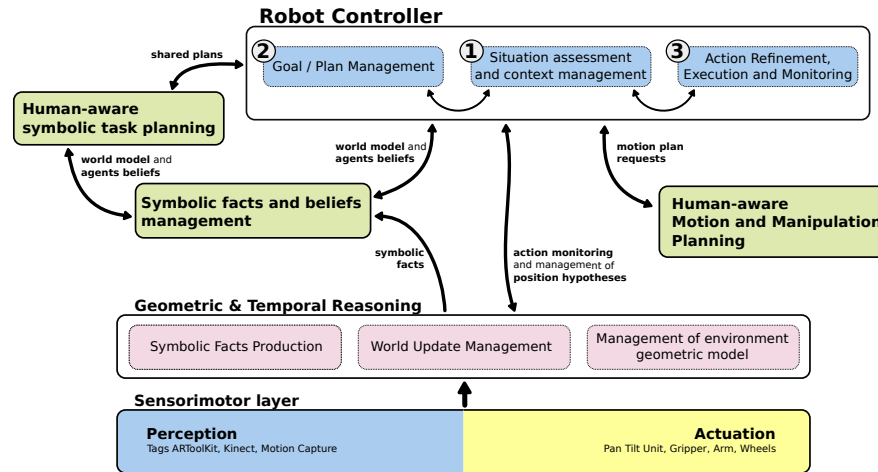 Robot Controller
2
Goal / Plan Management
1
Situation assessment
and context management
3
Action Refinement,
Execution and Monitoring
shared plans
Human-aware
symbolic task planning
world model and
agents beliefs
world model and
agents beliefs
motion plan
requests
Symbolic facts and beliefs
management
Human-aware
Motion and Manipulation
Planning
symbolic
facts
action monitoring
and management of
position hypotheses
Geometric & Temporal Reasoning
Symbolic Facts Production
World Update Management
Management of environment
geometric model
Sensorimotor layer
Perception
Tags ARToolKit, Kinect, Motion Capture
Actuation
Pan Tilt Unit, Gripper, Arm, Wheels